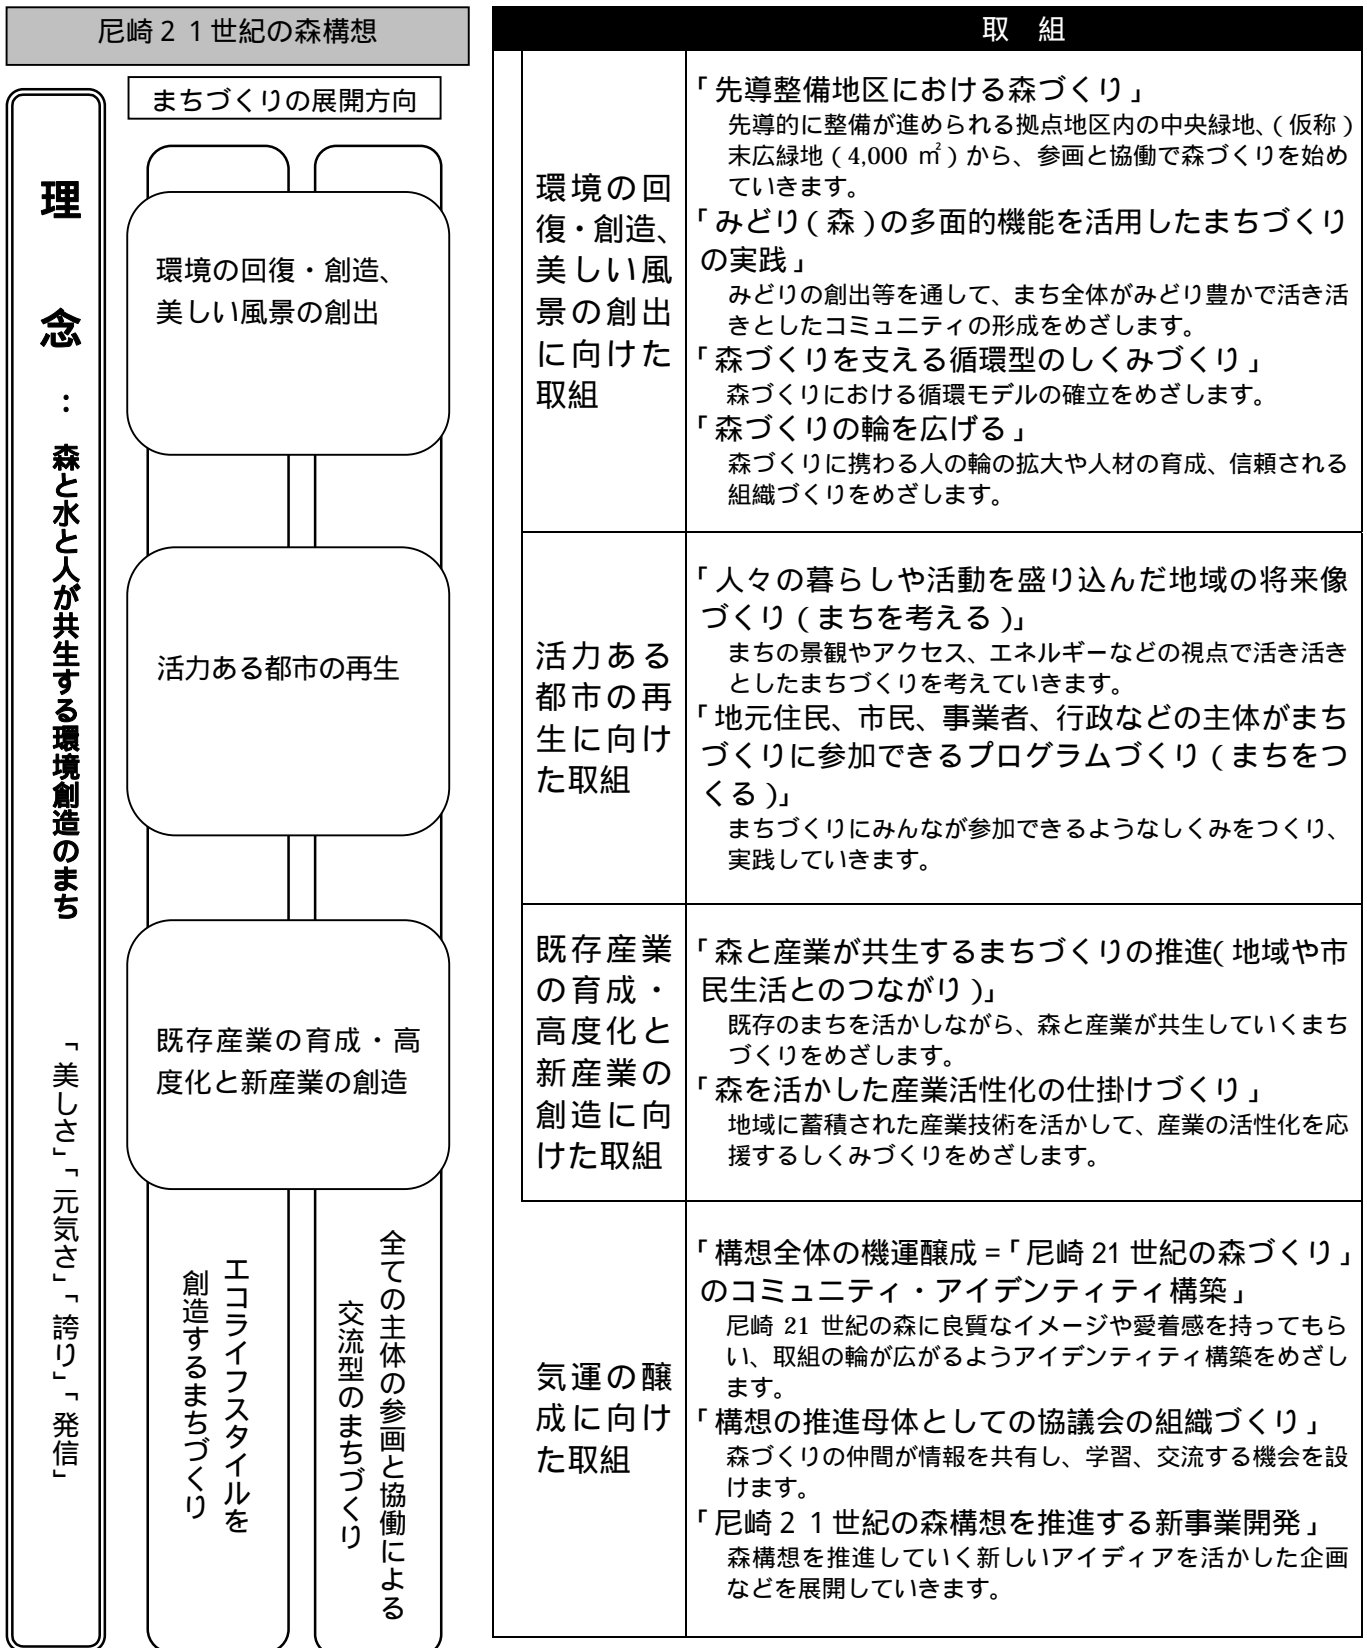 尼崎２１世紀の森構想
まちづくりの展開方向
理念：森と水と人が共生する環境創造のまち
「美しさ」「元気さ」「誇り」「発信」
環境の回復・創造、
美しい風景の創出
活力ある都市の再生
既存産業の育成・高
度化と新産業の創造
エコライフスタイルを
創造するまちづくり
全ての主体の参画と協働による
交流型のまちづくり
取　組
環境の回
復・創造、
美しい風
景の創出
に向けた
取組
「先導整備地区における森づくり」
先導的に整備が進められる拠点地区内の中央緑地、（仮称）
末広緑地（4,000 ㎡）から、参画と協働で森づくりを始め
ていきます。
「みどり（森）の多面的機能を活用したまちづくり
の実践」
みどりの創出等を通して、まち全体がみどり豊かで活き活
きとしたコミュニティの形成をめざします。
「森づくりを支える循環型のしくみづくり」
森づくりにおける循環モデルの確立をめざします。
「森づくりの輪を広げる」
森づくりに携わる人の輪の拡大や人材の育成、信頼される
組織づくりをめざします。
活力ある
都市の再
生に向け
た取組
「人々の暮らしや活動を盛り込んだ地域の将来像
づくり（まちを考える）」
まちの景観やアクセス、エネルギーなどの視点で活き活き
としたまちづくりを考えていきます。
「地元住民、市民、事業者、行政などの主体がまち
づくりに参加できるプログラムづくり（まちをつ
くる）」
まちづくりにみんなが参加できるようなしくみをつくり、
実践していきます。
既存産業
の育成・
高度化と
新産業の
創造に向
けた取組
「森と産業が共生するまちづくりの推進（地域や市
民生活とのつながり）」
既存のまちを活かしながら、森と産業が共生していくまち
づくりをめざします。
「森を活かした産業活性化の仕掛けづくり」
地域に蓄積された産業技術を活かして、産業の活性化を応
援するしくみづくりをめざします。
気運の醸
成に向け
た取組
「構想全体の機運醸成＝「尼崎 21 世紀の森づくり」
のコミュニティ・アイデンティティ構築」
尼崎 21 世紀の森に良質なイメージや愛着感を持ってもら
い、取組の輪が広がるようアイデンティティ構築をめざし
ます。
「構想の推進母体としての協議会の組織づくり」
森づくりの仲間が情報を共有し、学習、交流する機会を設
けます。
「尼崎２１世紀の森構想を推進する新事業開発」
森構想を推進していく新しいアイディアを活かした企画
などを展開していきます。